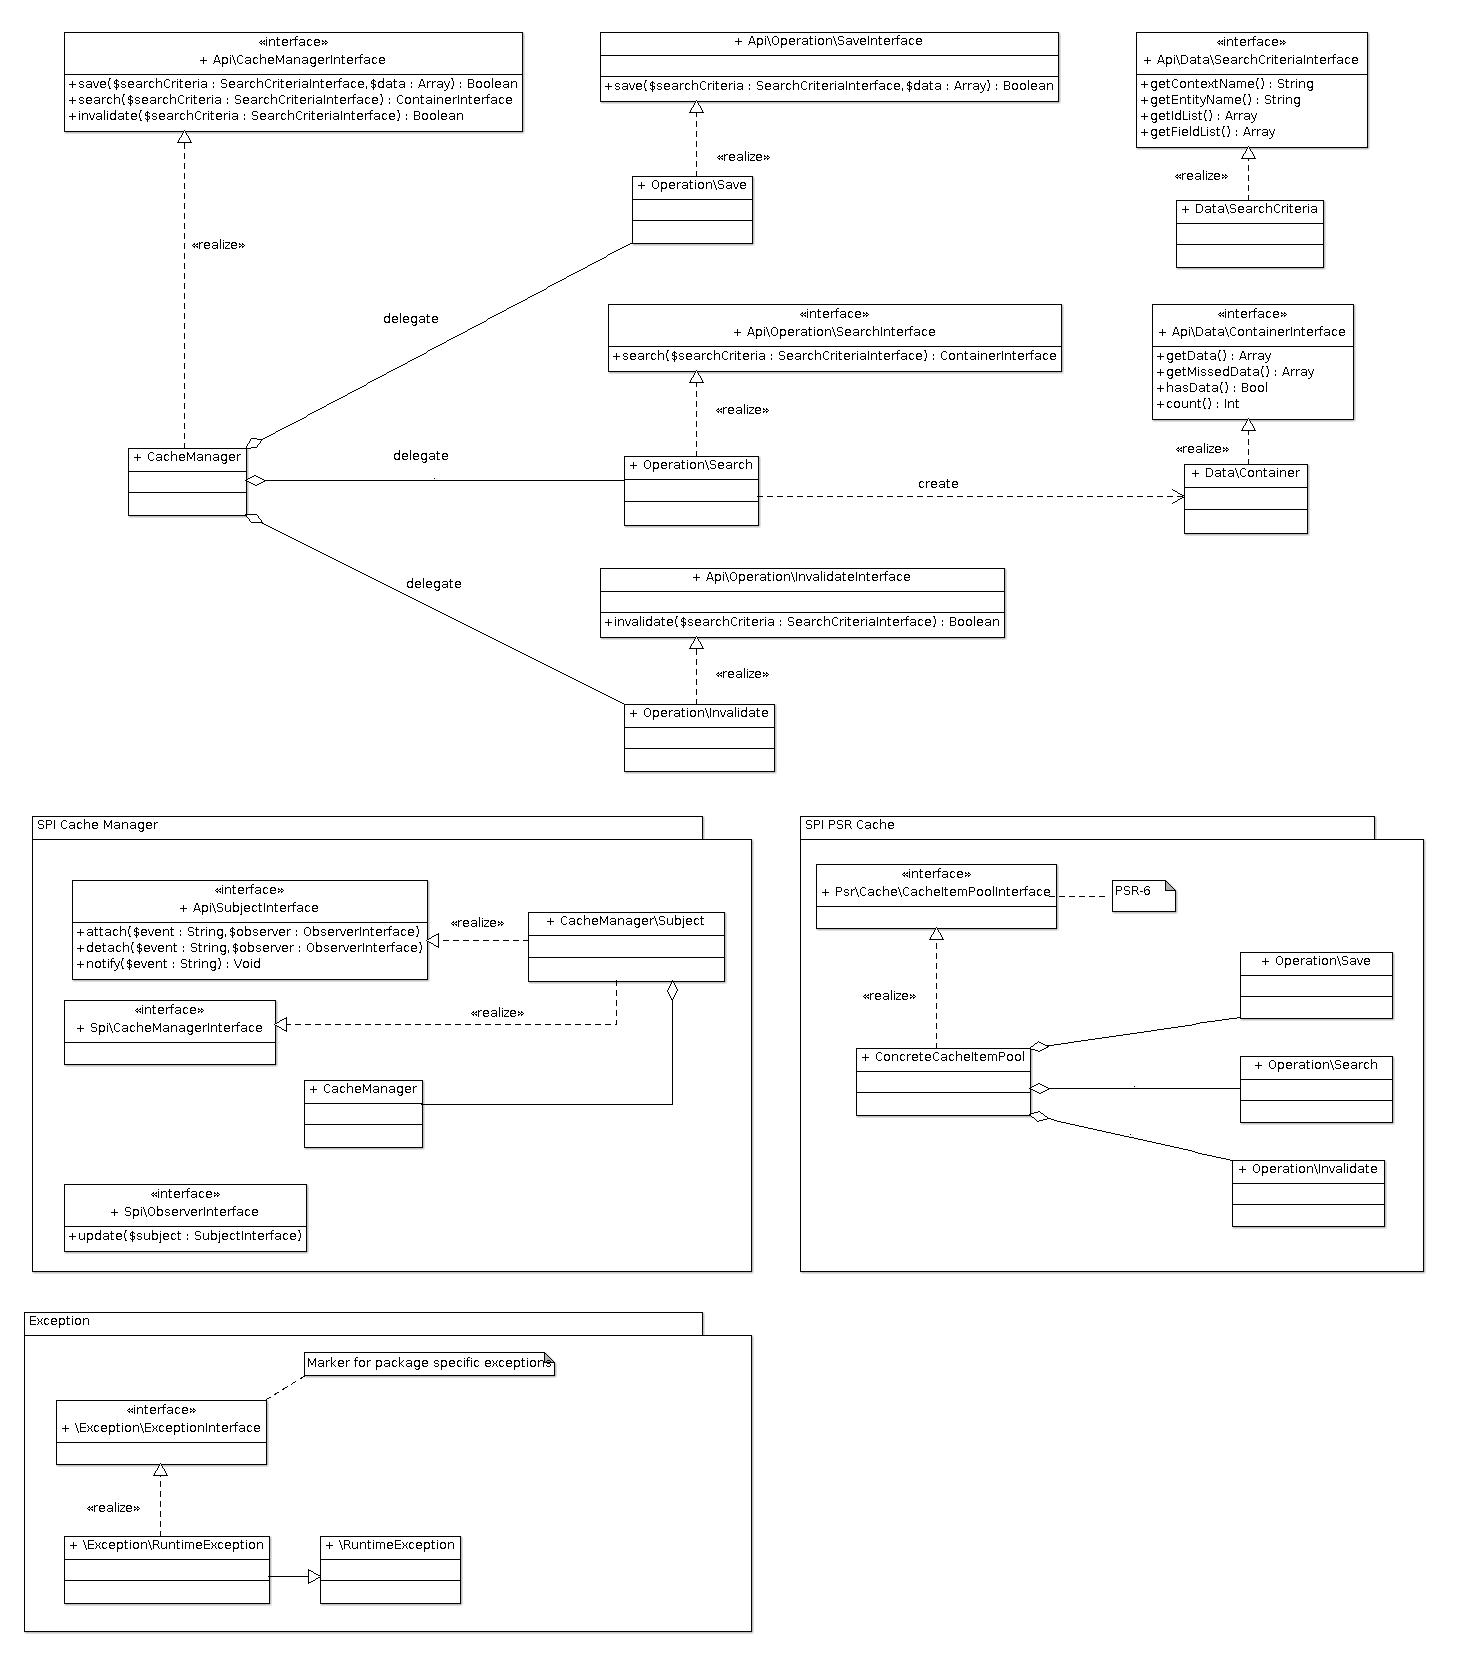 «interface»
+ Api\CacheManagerInterface
+save($searchCriteria : SearchCriteriaInterface,$data : Array) : Boolean
+search($searchCriteria : SearchCriteriaInterface) : ContainerInterface
+invalidate($searchCriteria : SearchCriteriaInterface) : Boolean
+ Api\Operation\SaveInterface
+save($searchCriteria : SearchCriteriaInterface,$data : Array) : Boolean
«interface»
+ Api\Data\SearchCriteriaInterface
+getContextName() : String
+getEntityName() : String
+getIdList() : Array
+getFieldList() : Array
«realize»
«realize»
+ Operation\Save
+ Data\SearchCriteria
«realize»
delegate
«interface»
+ Api\Operation\SearchInterface
+search($searchCriteria : SearchCriteriaInterface) : ContainerInterface
«interface»
+ Api\Data\ContainerInterface
+getData() : Array
+getMissedData() : Array
+hasData() : Bool
+count() : Int
«realize»
«realize»
+ CacheManager
delegate
+ Operation\Search
create
+ Data\Container
delegate
+ Api\Operation\InvalidateInterface
+invalidate($searchCriteria : SearchCriteriaInterface) : Boolean
«realize»
+ Operation\Invalidate
SPI Cache Manager
«interface»
+ Api\SubjectInterface
+attach($event : String,$observer : ObserverInterface)
+detach($event : String,$observer : ObserverInterface)
+notify($event : String) : Void
«realize»
+ CacheManager\Subject
«interface»
+ Spi\CacheManagerInterface
«realize»
+ CacheManager
«interface»
+ Spi\ObserverInterface
+update($subject : SubjectInterface)
SPI PSR Cache
«interface»
+ Psr\Cache\CacheItemPoolInterface
PSR-6
«realize»
+ Operation\Save
+ ConcreteCacheItemPool
+ Operation\Search
+ Operation\Invalidate
Exception
Marker for package specific exceptions
«interface»
+ \Exception\ExceptionInterface
«realize»
+ \Exception\RuntimeException
+ \RuntimeException